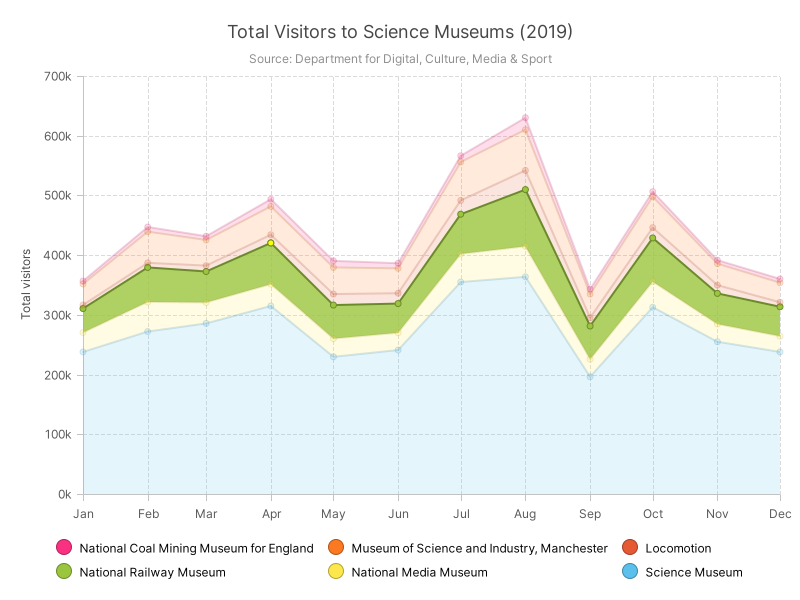 Total Visitors to Science Museums (2019)
Source: Department for Digital, Culture, Media & Sport
Total visitors
700k
600k
500k
400k
300k
200k
100k
0k
Jan Feb Mar Apr May Jun Jul Aug Sep Oct Nov Dec
National Coal Mining Museum for England Museum of Science and Industry, Manchester Locomotion
National Railway Museum National Media Museum Science Museum